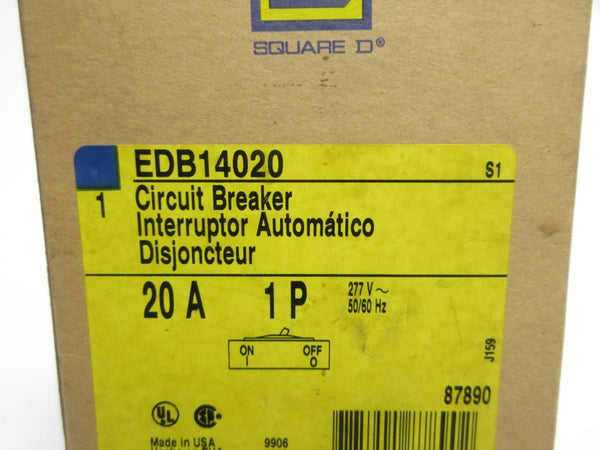 SQUARE D®
EDB14020
S1
1
Circuit Breaker
Interruptor Automático
Disjoncteur
20 A 1 P 277 V ~
50/60 Hz
ON OFF
I O
J159
87890
UL
Made in USA 9906